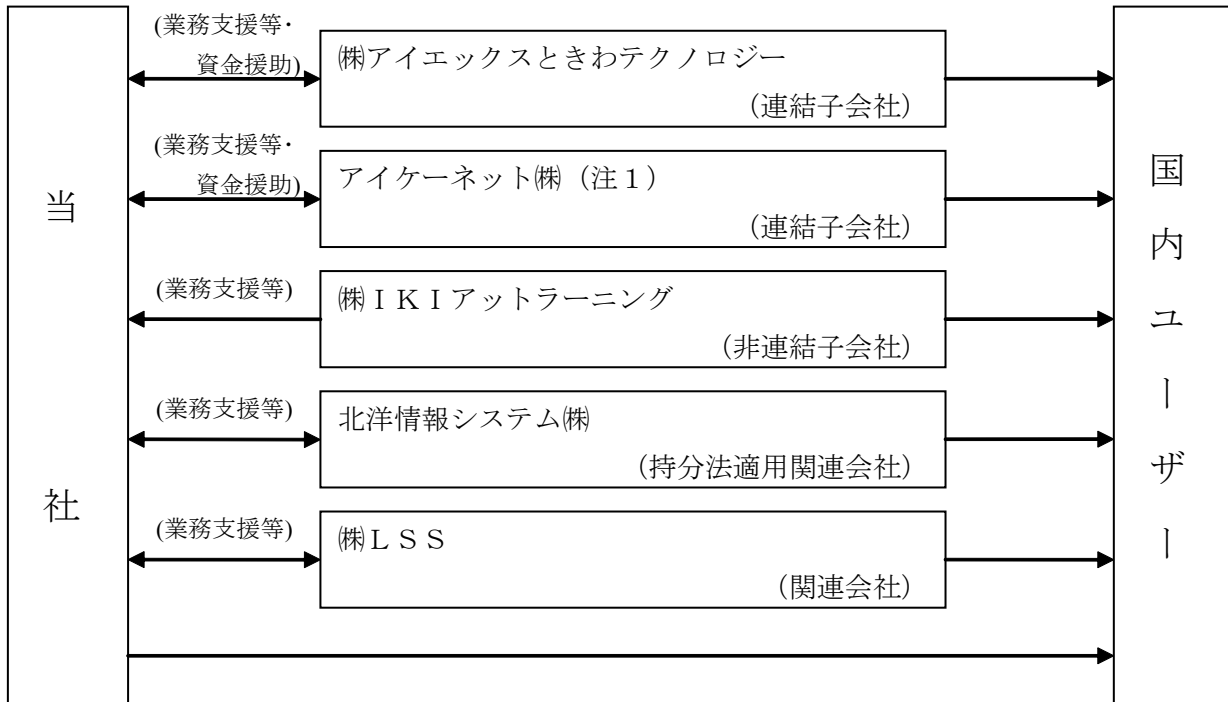 当社
(業務支援等・
資金援助)
㈱アイエックスときわテクノロジー
(連結子会社)
(業務支援等・
資金援助)
アイケーネット㈱（注１）
(連結子会社)
(業務支援等)
㈱ＩＫＩアットラーニング
(非連結子会社)
(業務支援等)
北洋情報システム㈱
(持分法適用関連会社)
(業務支援等)
㈱ＬＳＳ
(関連会社)
国内ユーザー